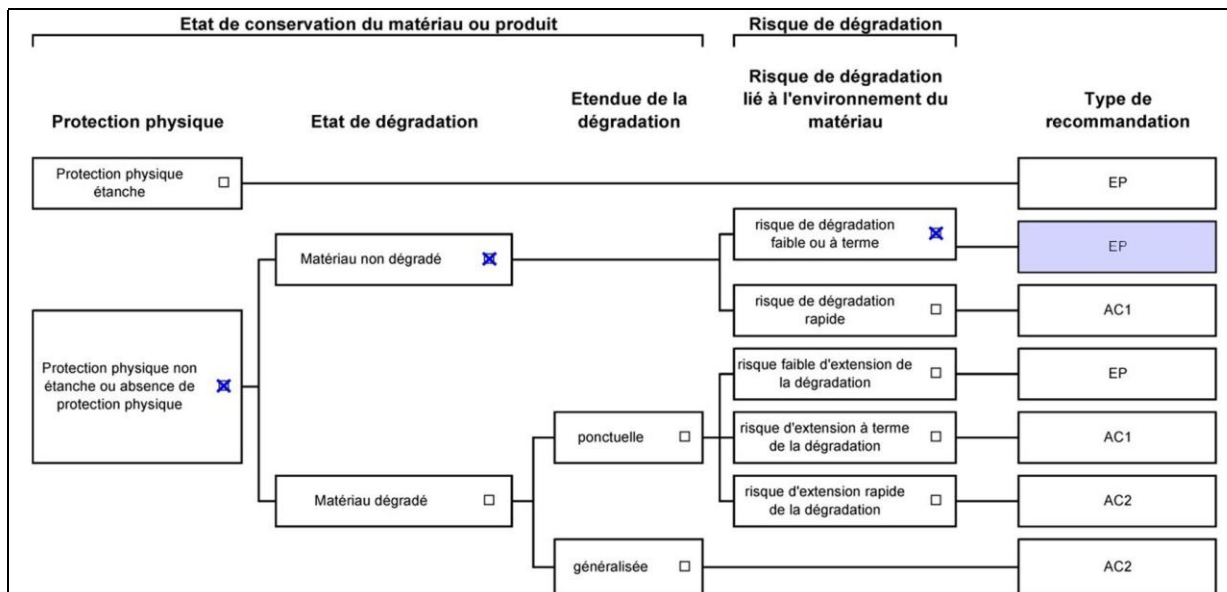 Etat de conservation du matériau ou produit
Risque de dégradation
Protection physique
Etat de dégradation
Etendue de la
dégradation
Risque de dégradation
lié à l'environnement du
matériau
Type de
recommandation
Protection physique
étanche
EP
Protection physique non
étanche ou absence de
protection physique
Matériau non dégradé
risque de dégradation
faible ou à terme
EP
risque de dégradation
rapide
AC1
Matériau dégradé
ponctuelle
risque faible d'extension de
la dégradation
EP
risque d'extension à terme
de la dégradation
AC1
risque d'extension rapide
de la dégradation
AC2
généralisée
AC2